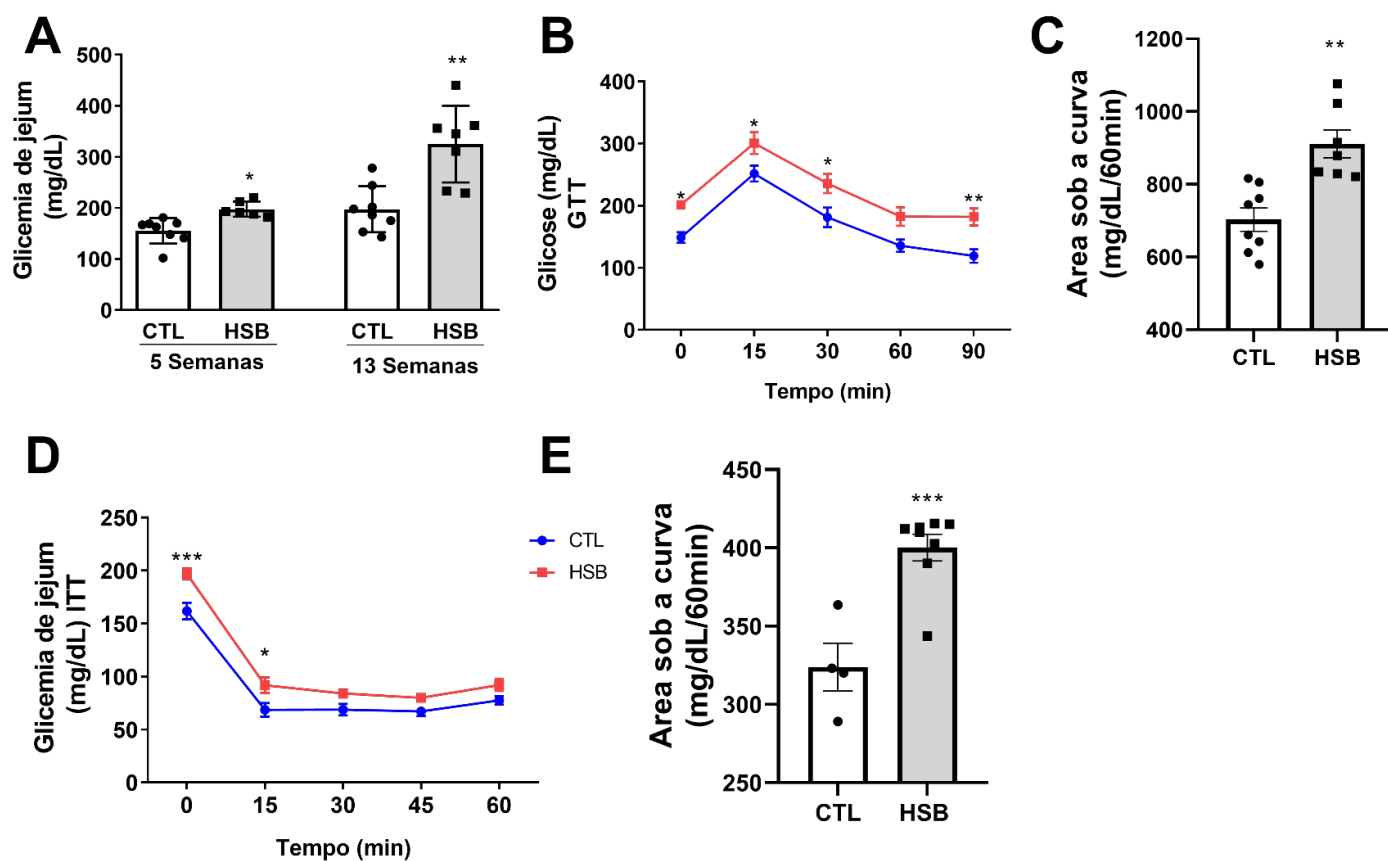 A
Glicemia de jejum
(mg/dL)
500
400
300
200
100
0
*
**
CTL
HSB
CTL
HSB
5 Semanas
13 Semanas
B
Glicose (mg/dL)
GTT
400
300
200
100
0
*
*
*
**
0
15
30
60
90
Tempo (min)
C
Area sob a curva
(mg/dL/60min)
1200
1000
800
600
400
**
CTL
HSB
D
Glicemia de jejum
(mg/dL) ITT
250
200
150
100
50
0
***
*
0
15
30
45
60
Tempo (min)
CTL
HSB
E
Area sob a curva
(mg/dL/60min)
450
400
350
300
250
***
CTL
HSB